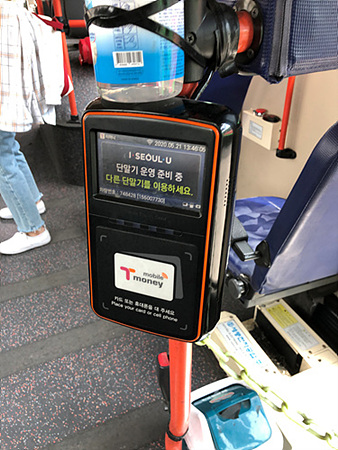 2020.06.21 13:46:06
I·SEOUL·U
단말기 운영 준비 중
다른 단말기를 이용하세요.
mobile
T money
카드 또는 휴대폰을 대 주세요
Place your card or cell phone